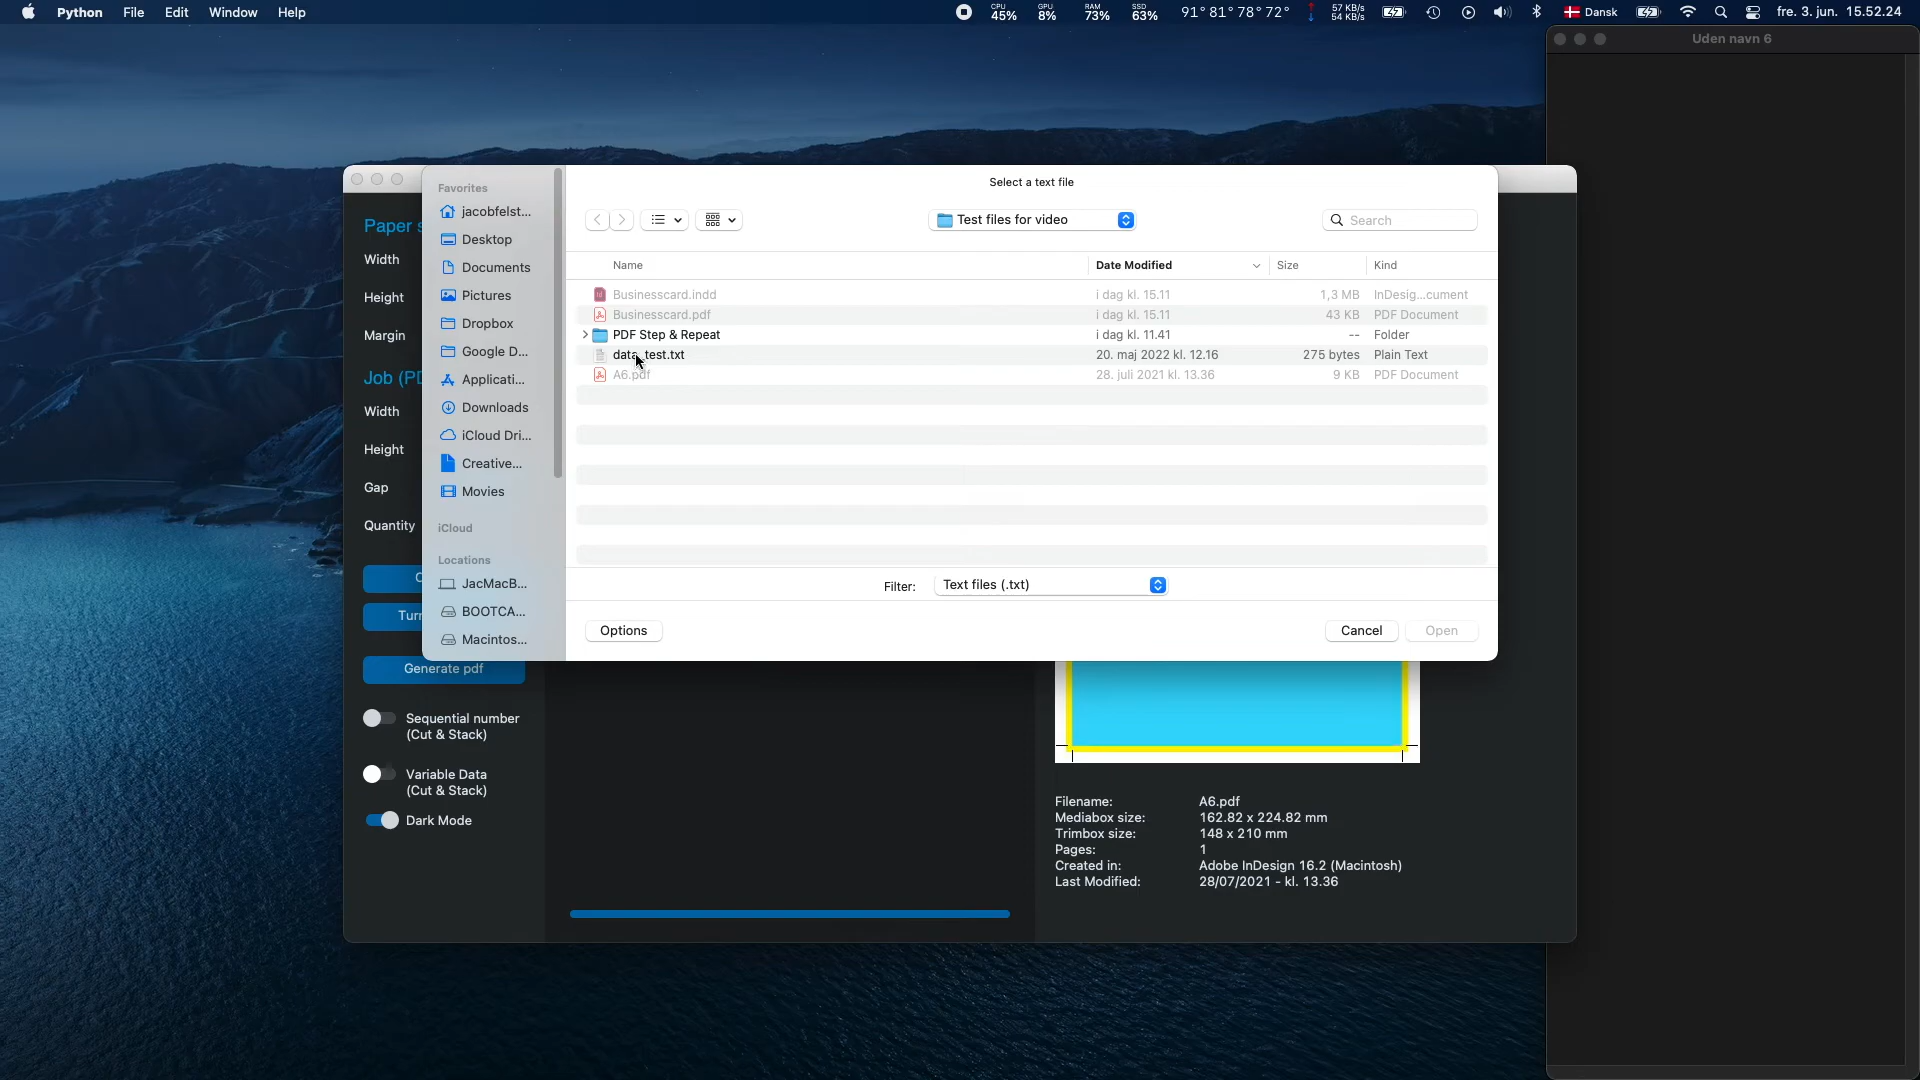 Python File Edit Window Help
CPU 45% GPU 8% RAM 73% SSD 63% 91° 81° 78° 72° 57 KB/s 54 KB/s Dansk fre. 3. jun. 15.52.24
Uden navn 6
Select a text file
Favorites
jacobfelst...
Desktop
Documents
Pictures
Dropbox
Google D...
Applicati...
Downloads
iCloud Dri...
Creative...
Movies
iCloud
Locations
JacMacB...
BOOTCA...
Macintos...
Test files for video
Search
Name Date Modified Size Kind
Businesscard.indd i dag kl. 15.11 1,3 MB InDesig...cument
Businesscard.pdf i dag kl. 15.11 43 KB PDF Document
PDF Step & Repeat i dag kl. 11.41 -- Folder
data_test.txt 20. maj 2022 kl. 12.16 275 bytes Plain Text
A6.pdf 28. juli 2021 kl. 13.36 9 KB PDF Document
Filter: Text files (.txt)
Options Cancel Open
Paper
Width
Height
Margin
Job (PD
Width
Height
Gap
Quantity
Turn
Generate pdf
Sequential number
(Cut & Stack)
Variable Data
(Cut & Stack)
Dark Mode
Filename: A6.pdf
Mediabox size: 162.82 x 224.82 mm
Trimbox size: 148 x 210 mm
Pages: 1
Created in: Adobe InDesign 16.2 (Macintosh)
Last Modified: 28/07/2021 - kl. 13.36